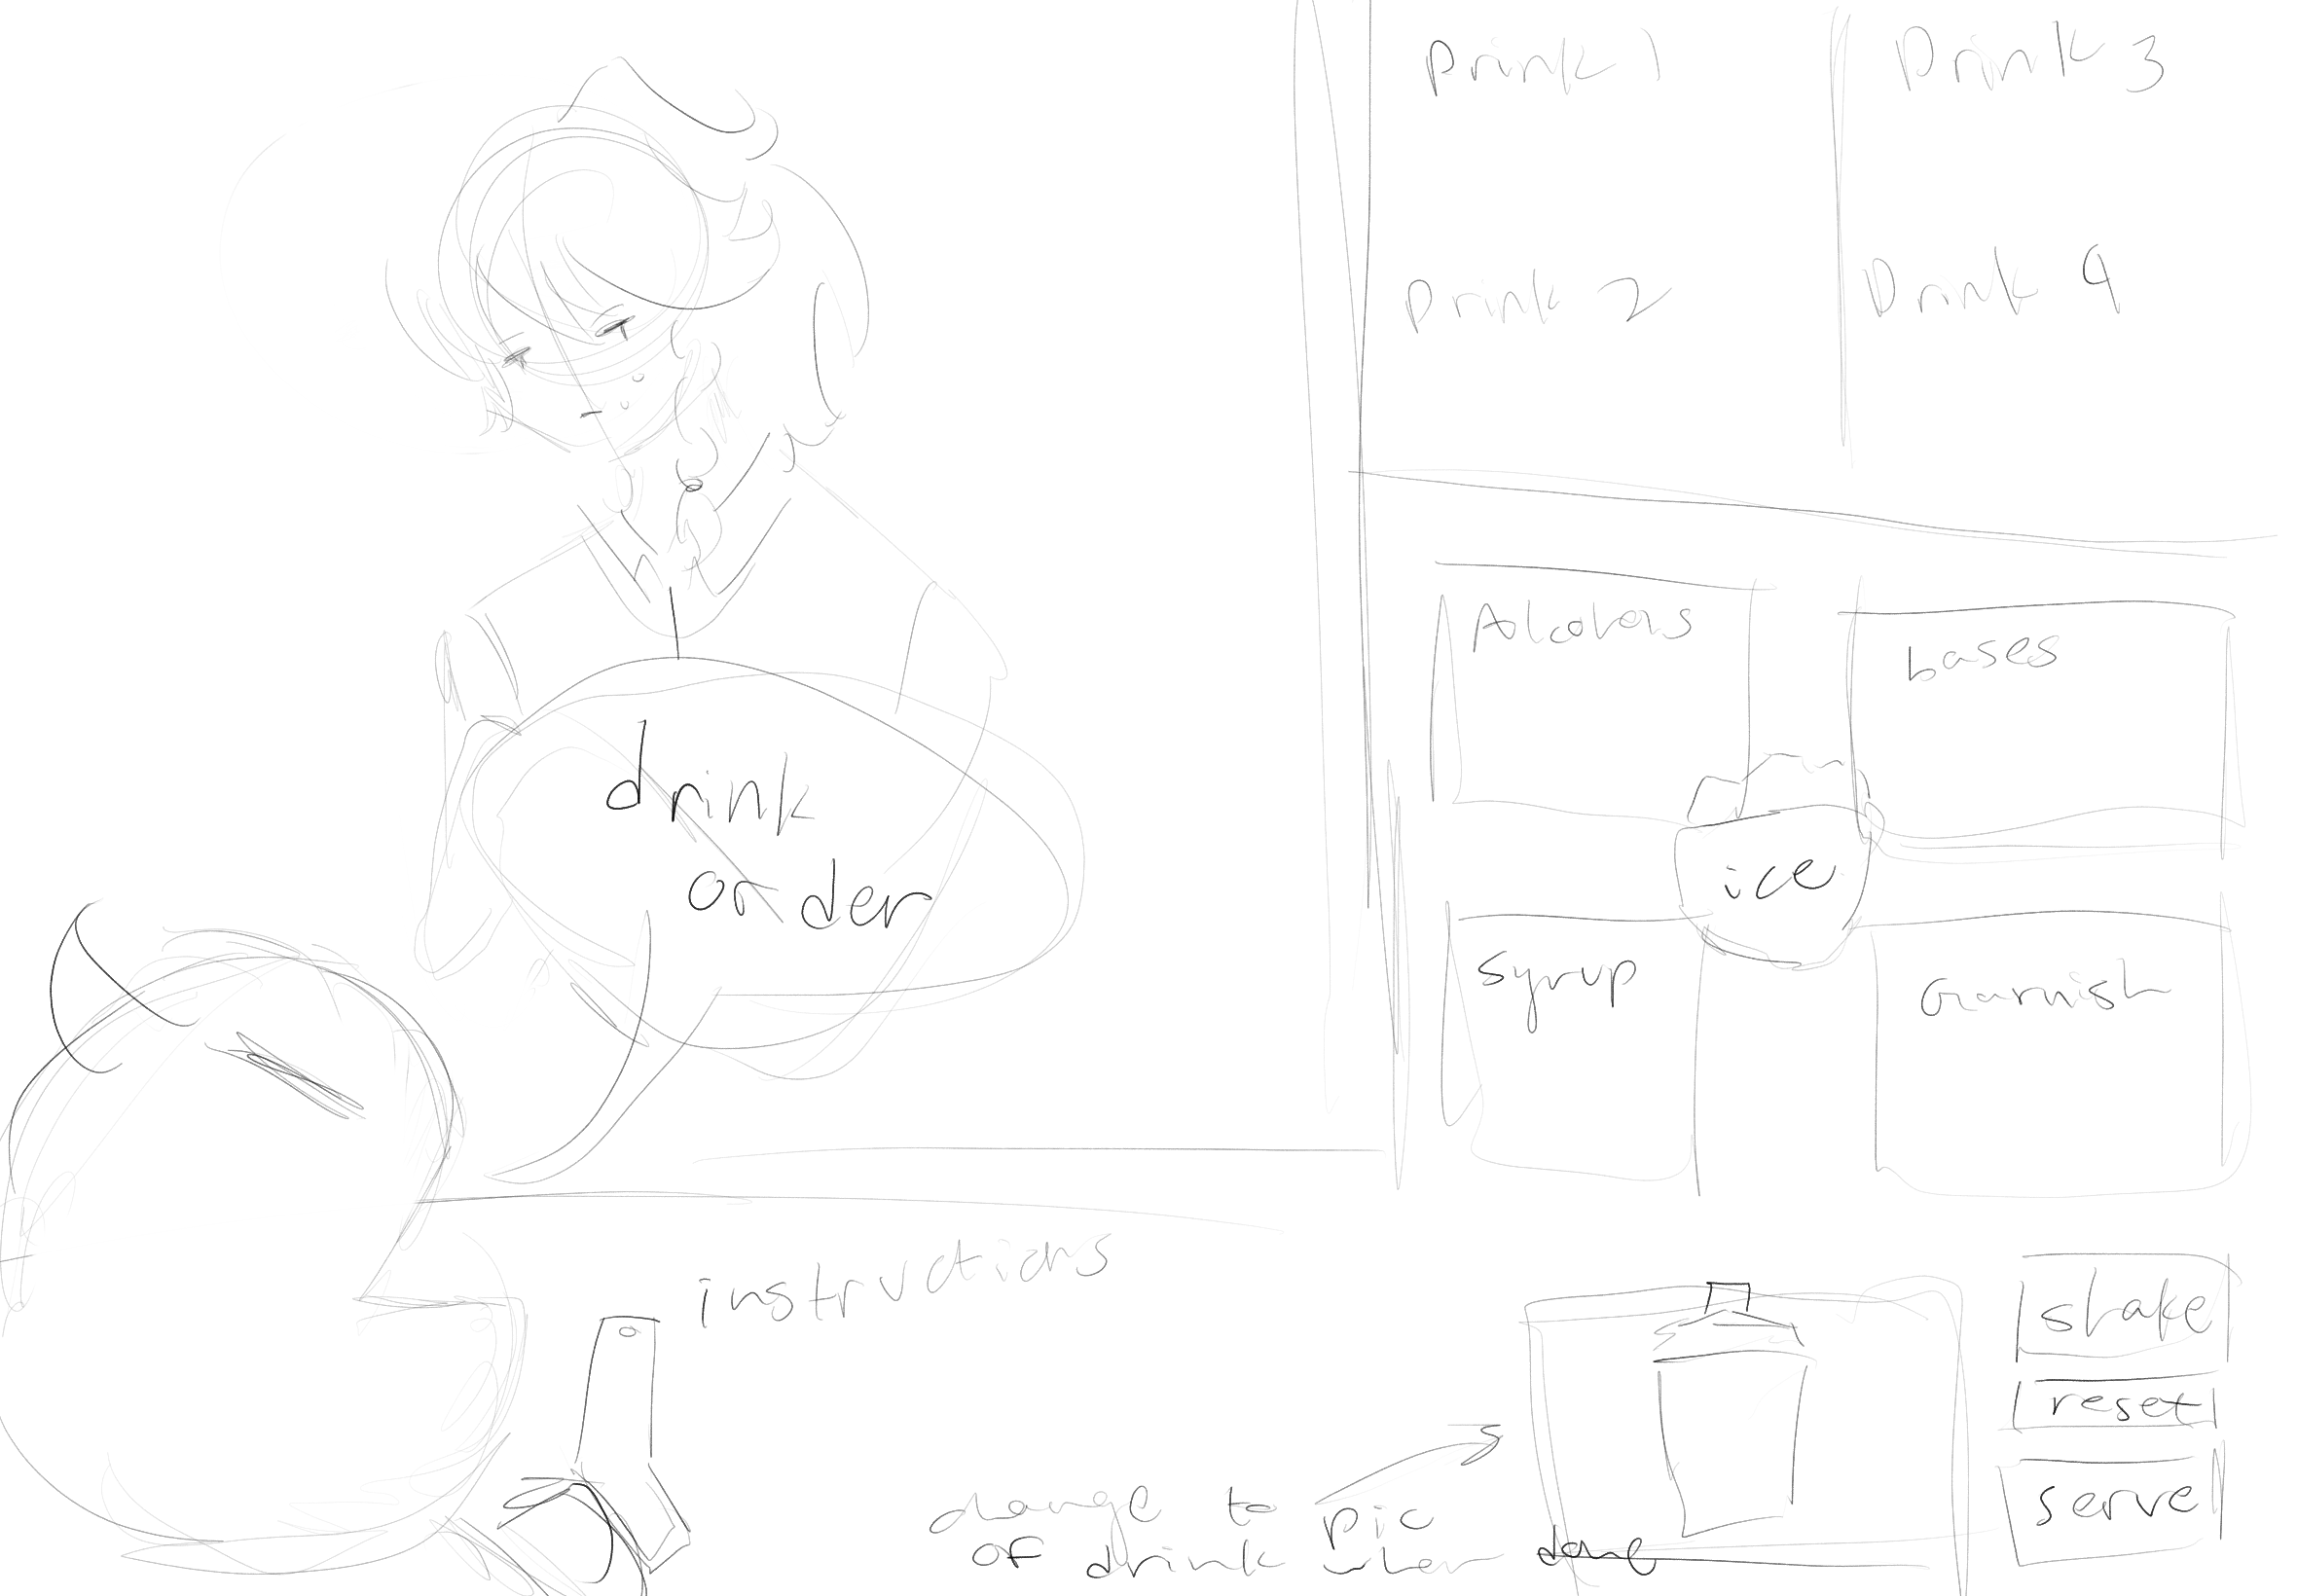 Drink 1
Drink 3
Drink 2
Drink 4
Alcohols
bases
ice
syrup
Garnish
drink
order
instructions
change to pic
of drink when done
shake
reset
serve